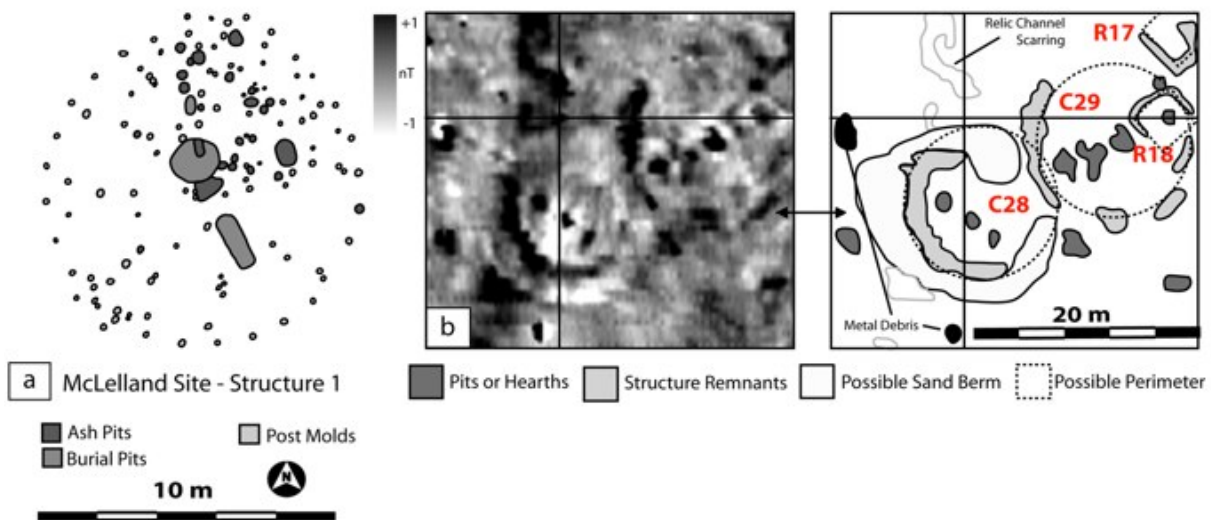 +1
nT
-1
b
Relic Channel
Scarring
R17
C29
R18
C28
Metal Debris
20 m
a
McLelland Site - Structure 1
Pits or Hearths
Structure Remnants
Possible Sand Berm
Possible Perimeter
Ash Pits
Post Molds
Burial Pits
N
10 m